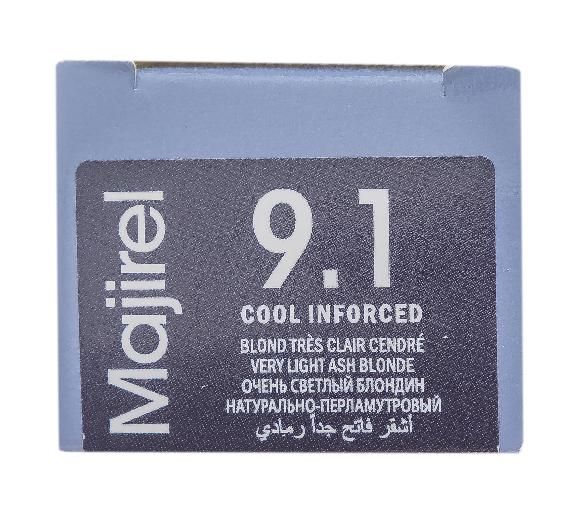 Majirel
9.1
COOL INFORCED
BLOND TRÈS CLAIR CENDRÉ
VERY LIGHT ASH BLONDE
ОЧЕНЬ СВЕТЛЫЙ БЛОНДИН
НАТУРАЛЬНО-ПЕРЛАМУТРОВЫЙ
أشقر فاتح جداً رمادي